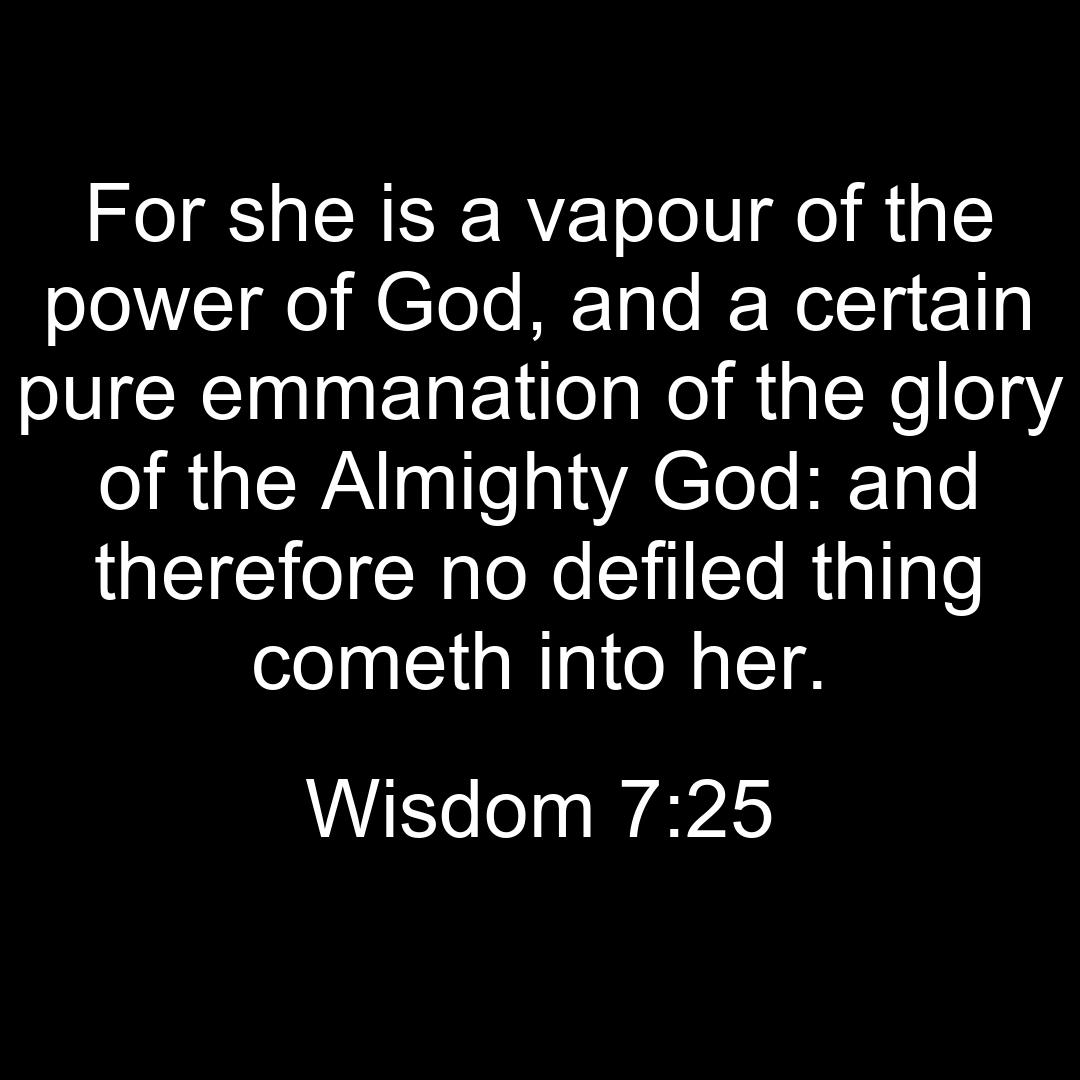 For she is a vapour of the
power of God, and a certain
pure emmanation of the glory
of the Almighty God: and
therefore no defiled thing
cometh into her.
Wisdom 7:25